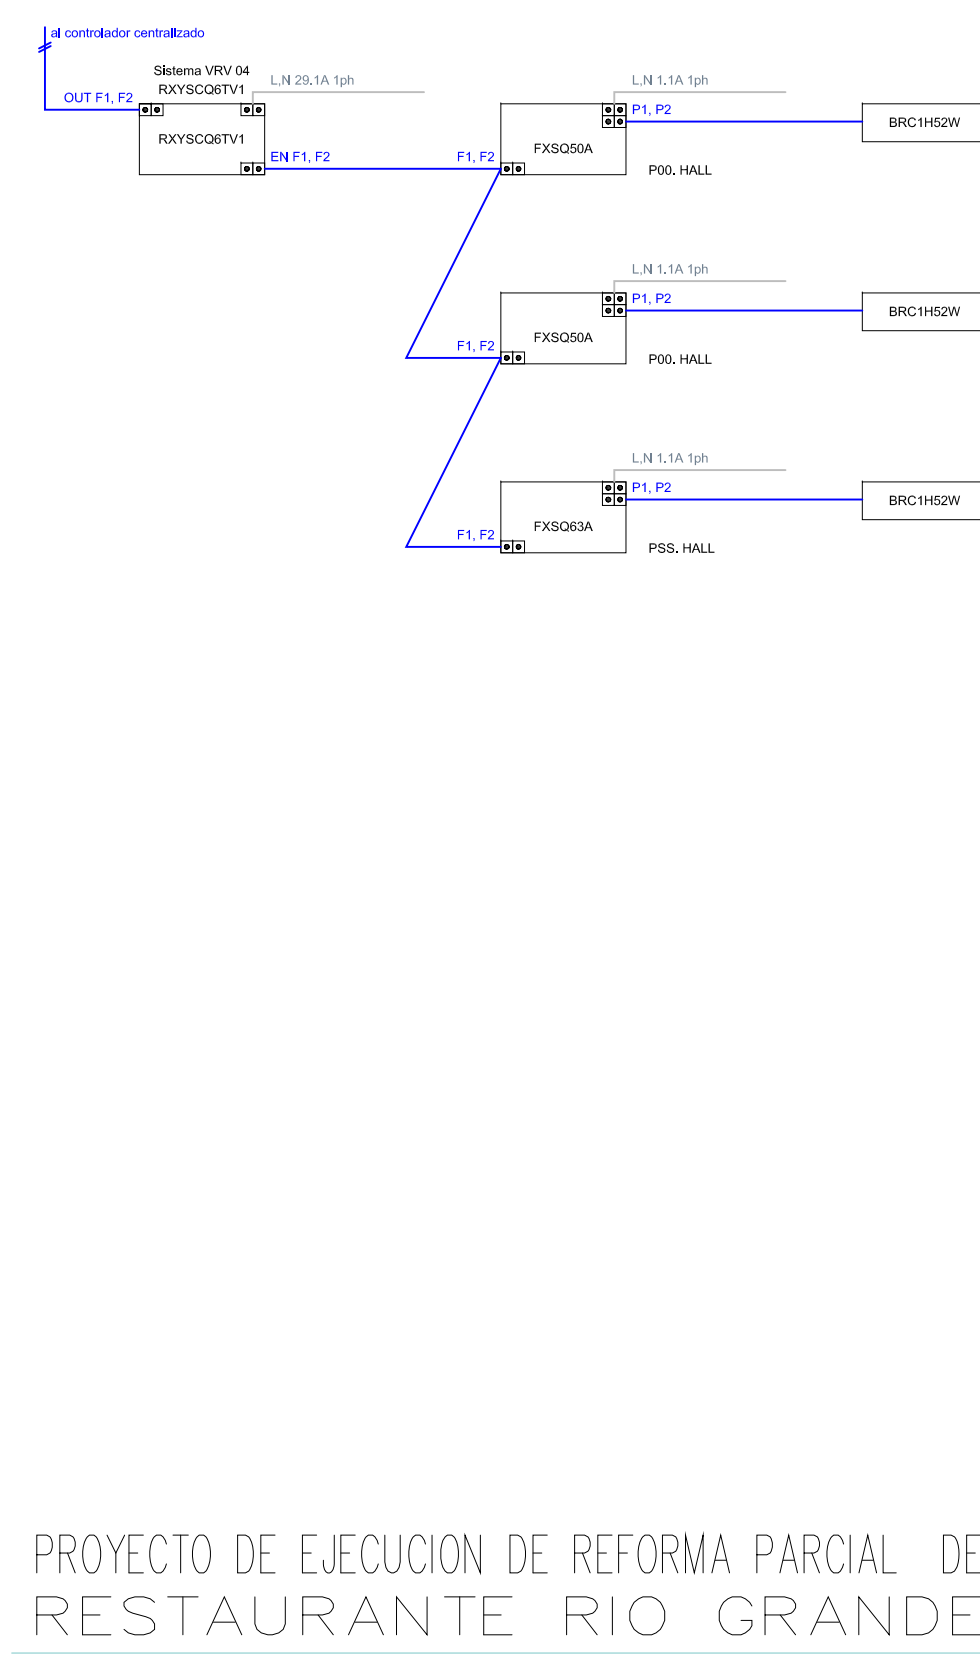 al controlador centralizado
Sistema VRV 04
RXYSCQ6TV1
L,N 29.1A 1ph
L,N 1.1A 1ph
OUT F1, F2
P1, P2
BRC1H52W
RXYSCQ6TV1
FXSQ50A
EN F1, F2
F1, F2
P00. HALL
L,N 1.1A 1ph
P1, P2
BRC1H52W
FXSQ50A
F1, F2
P00. HALL
L,N 1.1A 1ph
P1, P2
BRC1H52W
FXSQ63A
F1, F2
PSS. HALL
PROYECTO DE EJECUCION DE REFORMA PARCIAL DE
RESTAURANTE RIO GRANDE